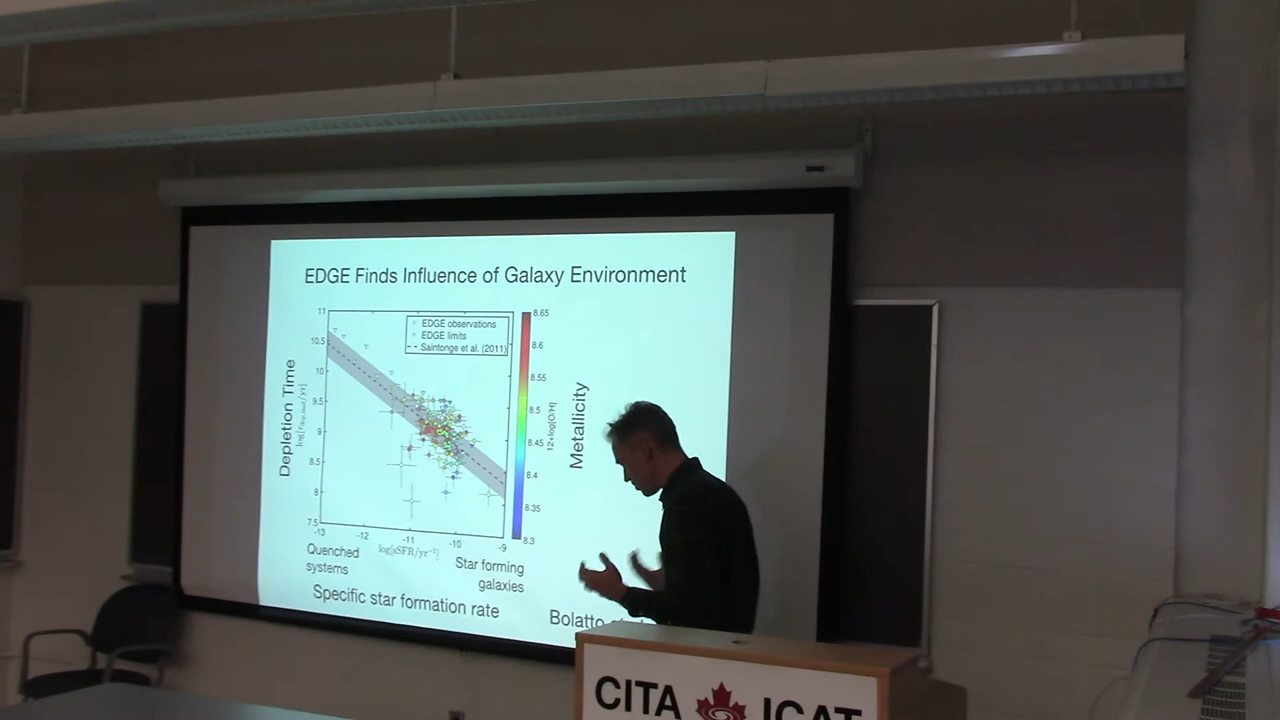 EDGE Finds Influence of Galaxy Environment
11
10.5
10
9.5
9
8.5
8
7.5
-13
-12
-11
-10
-9
EDGE observations
EDGE limits
Saintonge et al. (2011)
Depletion Time
log[sSFR/yr⁻¹]
Quenched
systems
Star forming
galaxies
Specific star formation rate
8.65
8.6
8.55
8.5
8.45
8.4
8.35
8.3
12+log[O/H]
Metallicity
Bolatto
CITA ICAT